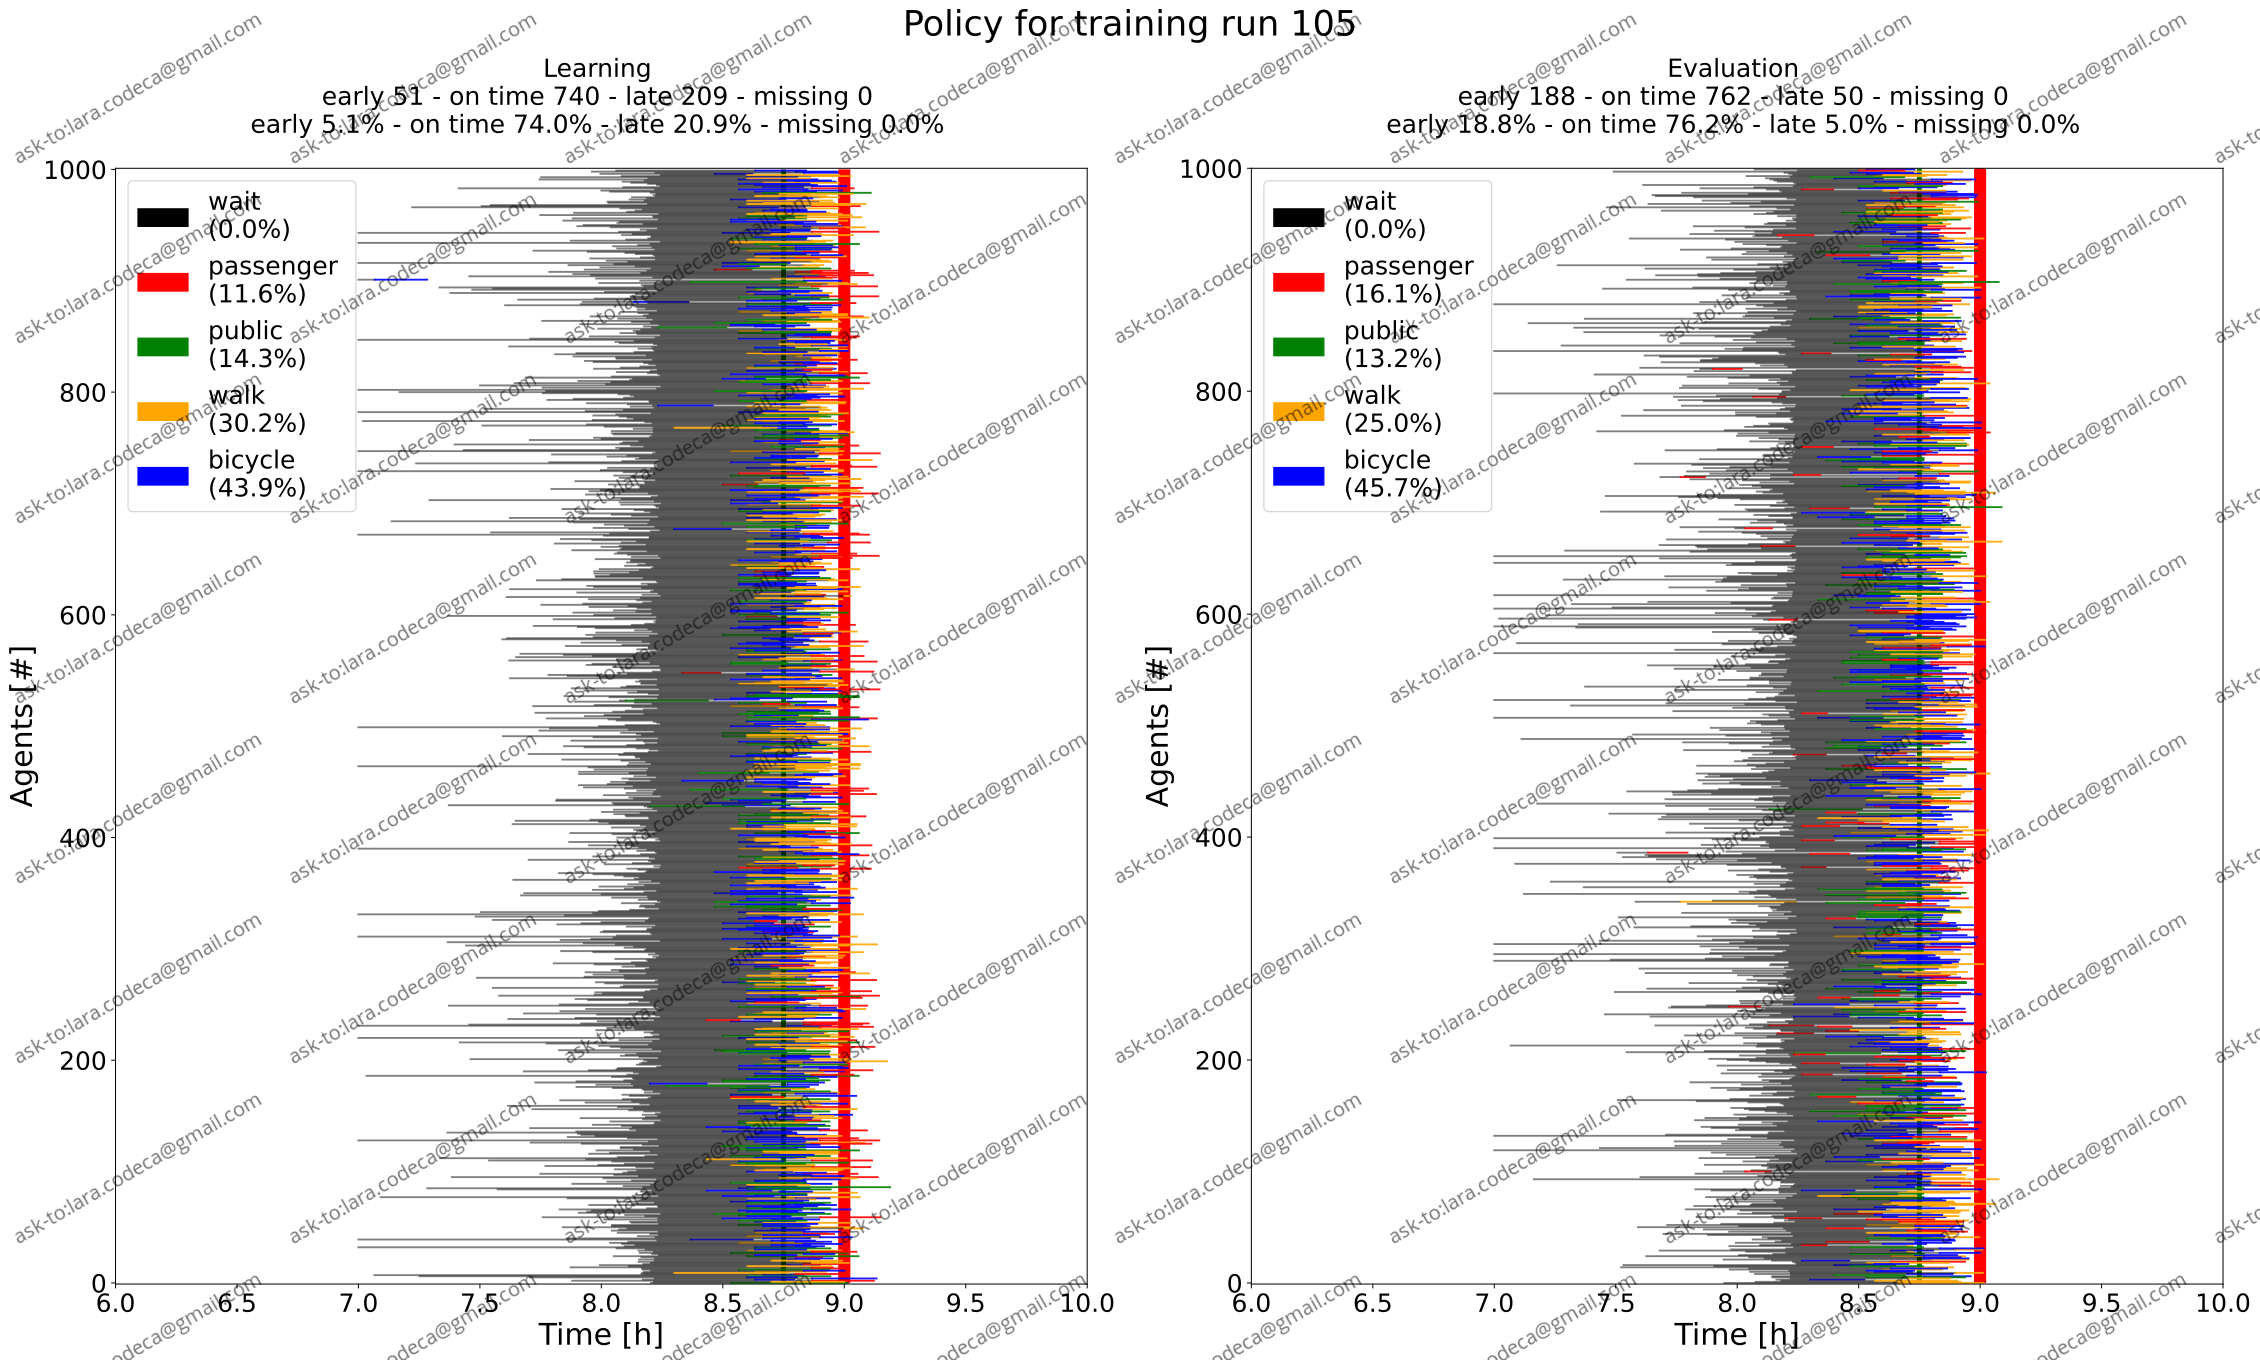 Policy for training run 105
Learning
early 51 - on time 740 - late 209 - missing 0
early 5.1% - on time 74.0% - late 20.9% - missing 0.0%
1000
800
600
400
200
0
Agents [#]
wait
(0.0%)
passenger
(11.6%)
public
(14.3%)
walk
(30.2%)
bicycle
(43.9%)
6.0 6.5 7.0 7.5 8.0 8.5 9.0 9.5 10.0
Time [h]
Evaluation
early 188 - on time 762 - late 50 - missing 0
early 18.8% - on time 76.2% - late 5.0% - missing 0.0%
1000
800
600
400
200
0
Agents [#]
wait
(0.0%)
passenger
(16.1%)
public
(13.2%)
walk
(25.0%)
bicycle
(45.7%)
6.0 6.5 7.0 7.5 8.0 8.5 9.0 9.5 10.0
Time [h]
ask-to:lara.codeca@gmail.com